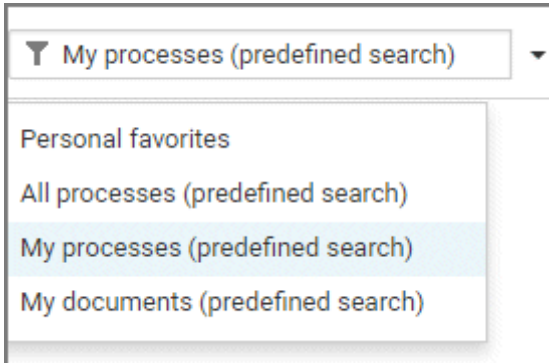 My processes (predefined search)
Personal favorites
All processes (predefined search)
My processes (predefined search)
My documents (predefined search)